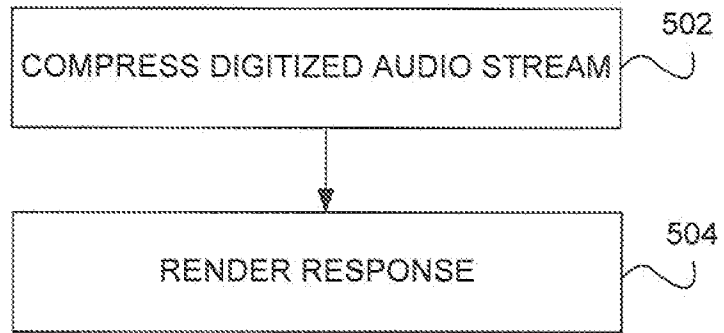 502
COMPRESS DIGITIZED AUDIO STREAM
504
RENDER RESPONSE